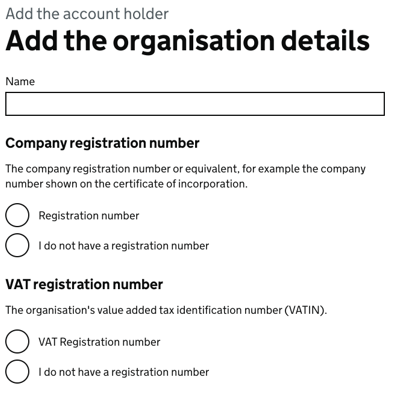 Add the account holder
Add the organisation details
Name
Company registration number
The company registration number or equivalent, for example the company
number shown on the certificate of incorporation.
Registration number
I do not have a registration number
VAT registration number
The organisation's value added tax identification number (VATIN).
VAT Registration number
I do not have a registration number